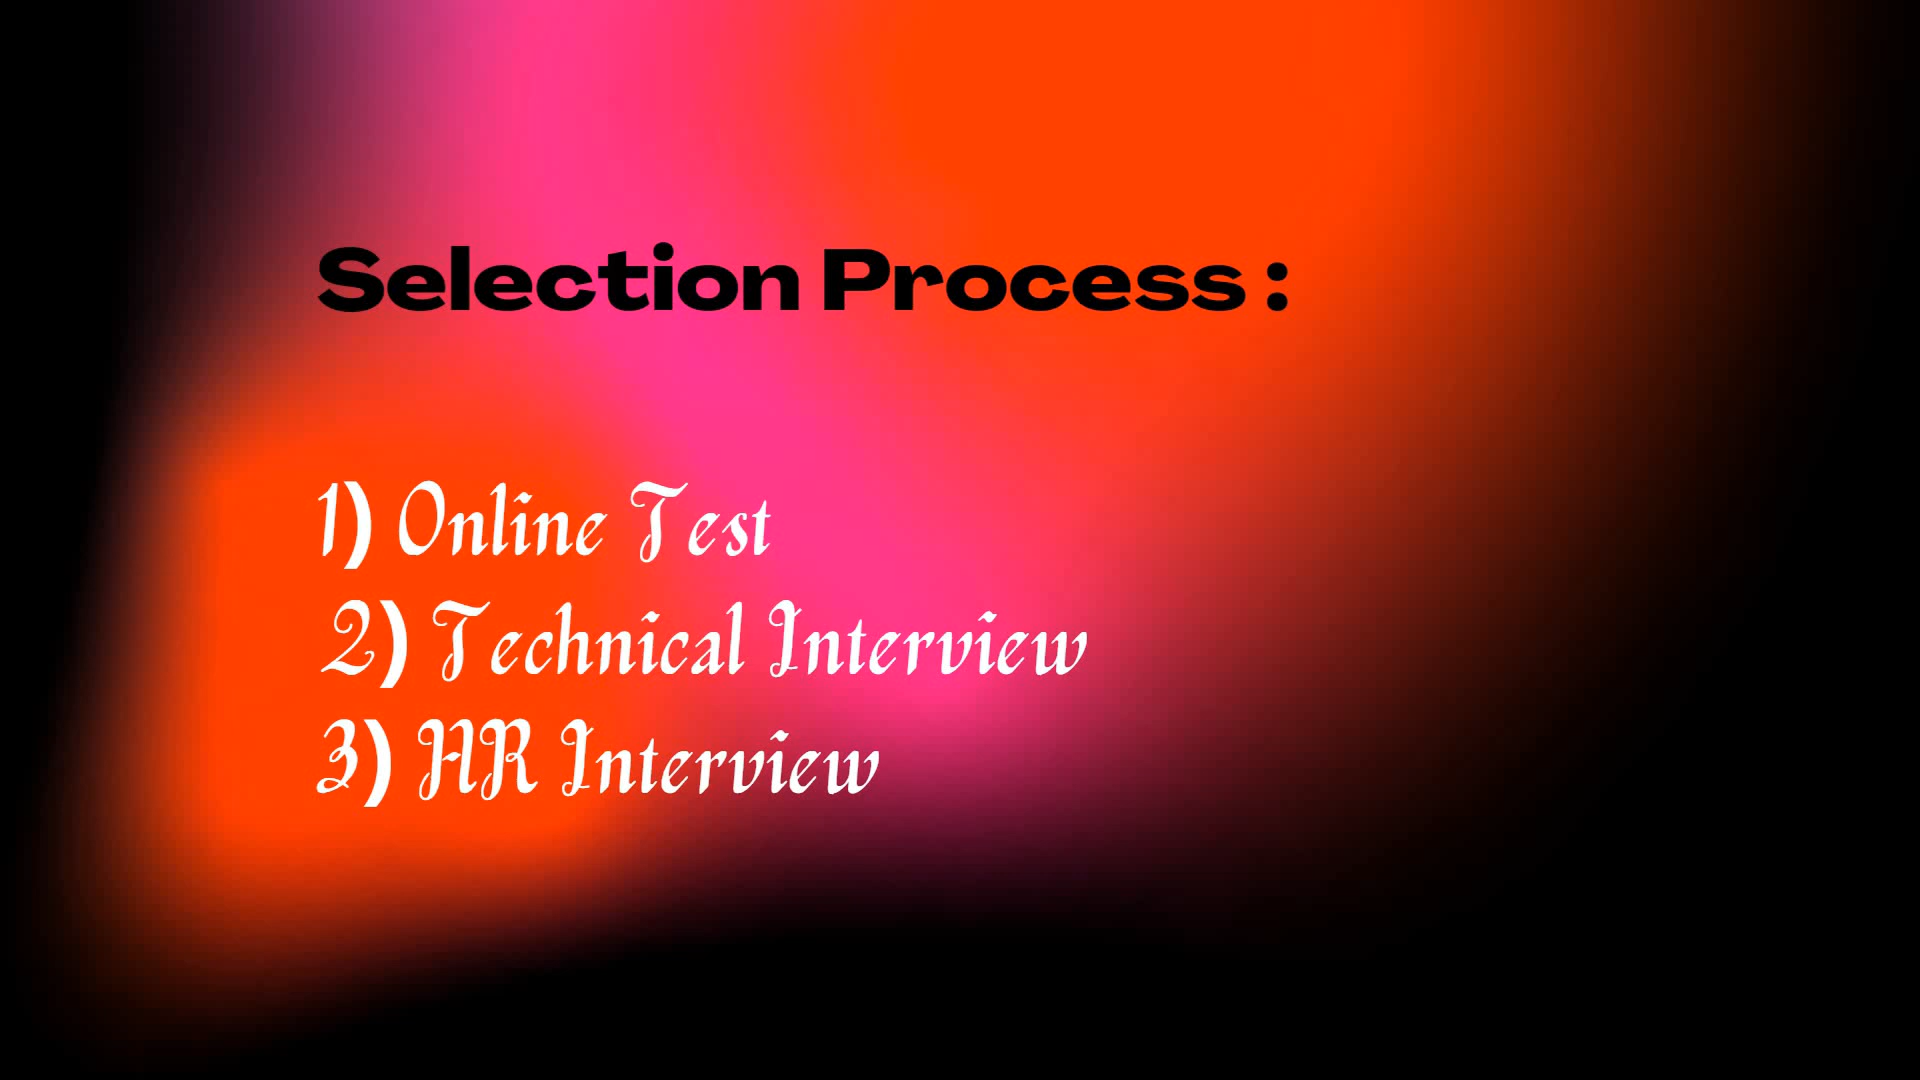 Selection Process :
1) Online Test
2) Technical Interview
3) HR Interview